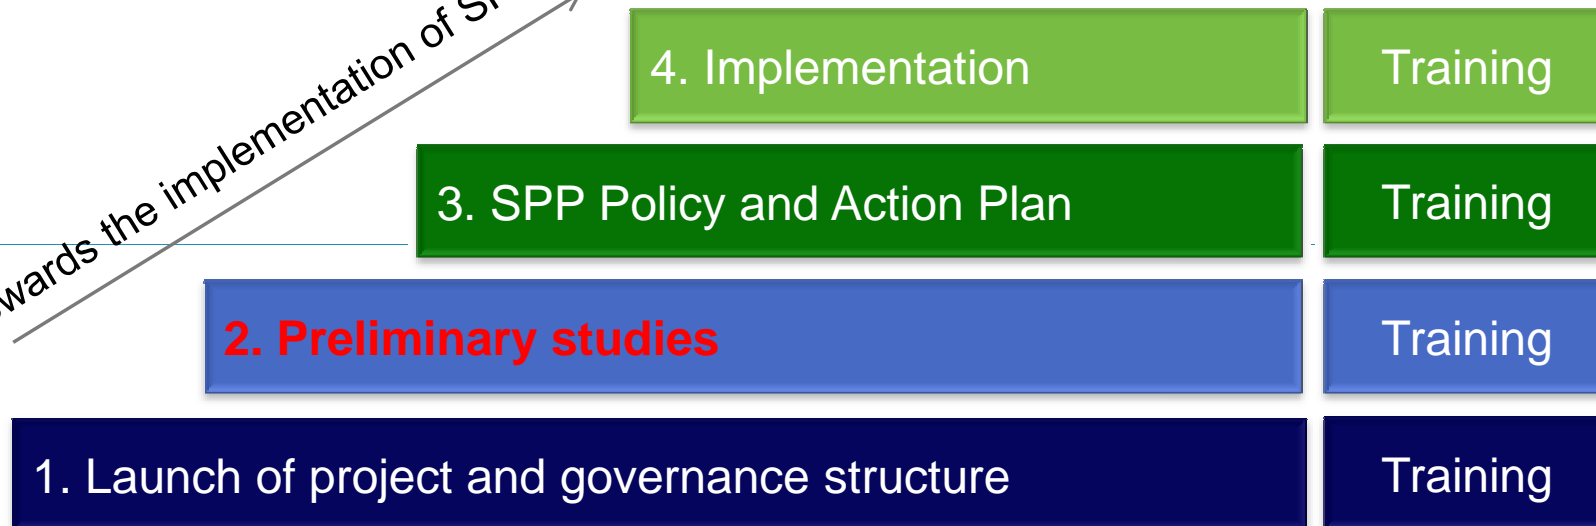 wards the implementation of
4. Implementation
Training
3. SPP Policy and Action Plan
Training
2. Preliminary studies
Training
1. Launch of project and governance structure
Training